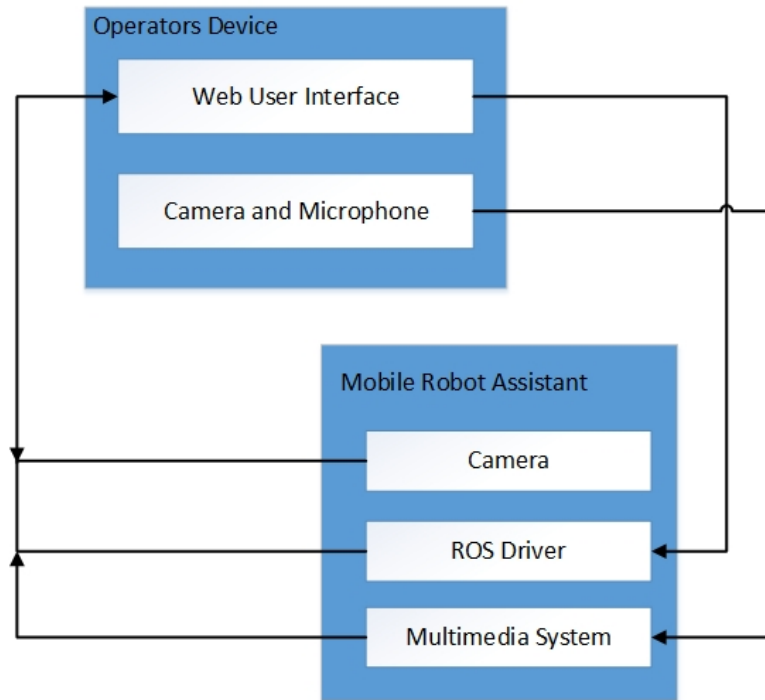 Operators Device
Web User Interface
Camera and Microphone
Mobile Robot Assistant
Camera
ROS Driver
Multimedia System